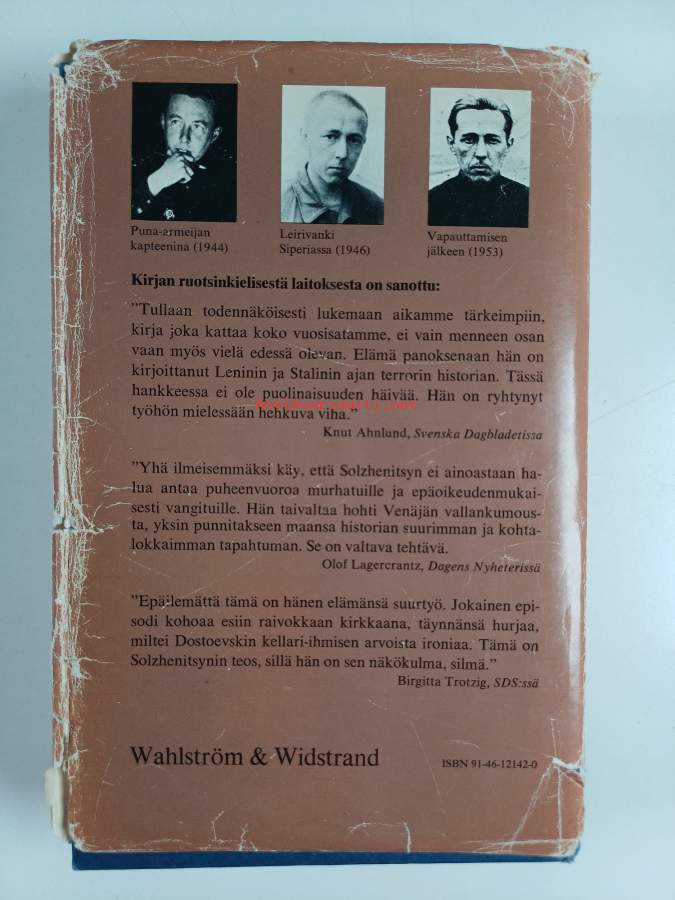 Puna-armeijan
kapteenina (1944)
Leirivanki
Siperiassa (1946)
Vapauttamisen
jälkeen (1953)
Kirjan ruotsinkielisestä laitoksesta on sanottu:
”Tullaan todennäköisesti lukemaan aikamme tärkeimpiin,
kirja joka kattaa koko vuosisatamme, ei vain menneen osan
vaan myös vielä edessä olevan. Elämä panoksenaan hän on
kirjoittanut Leninin ja Stalinin ajan terrorin historian. Tässä
hankkeessa ei ole puolinaisuuden häivää. Hän on ryhtynyt
työhön mielessään hehkuva viha.”
Knut Ahnlund, Svenska Dagbladetissa
”Yhä ilmeisemmäksi käy, että Solzhenitsyn ei ainoastaan ha-
lua antaa puheenvuoroa murhatuille ja epäoikeudenmukai-
sesti vangituille. Hän taivaltaa hohti Venäjän vallankumous-
ta, yksin punnitakseen maansa historian suurimman ja kohta-
lokkaimman tapahtuman. Se on valtava tehtävä.
Olof Lagercrantz, Dagens Nyheterissä
”Epäilemättä tämä on hänen elämänsä suurtyö. Jokainen epi-
sodi kohoaa esiin raivokkaan kirkkaana, täynnänsä hurjaa,
miltei Dostoevskin kellari-ihmisen arvoista ironiaa. Tämä on
Solzhenitsynin teos, sillä hän on sen näkökulma, silmä.”
Birgitta Trotzig, SDS:ssä
Wahlström & Widstrand
ISBN 91-46-12142-0